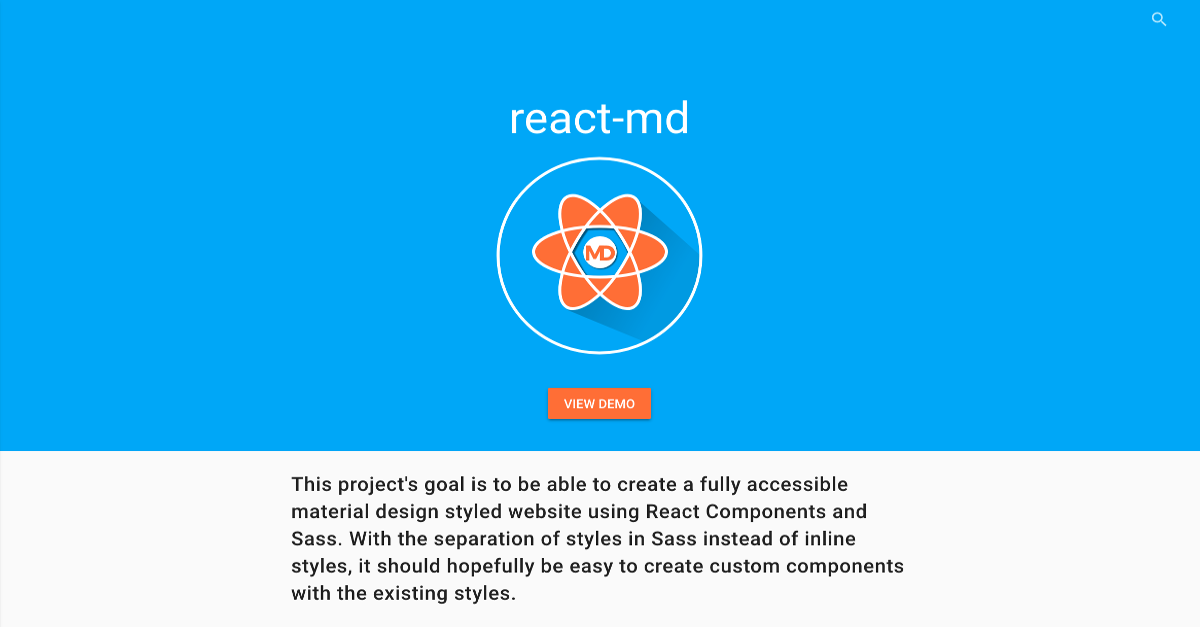 react-md
MD
VIEW DEMO
This project's goal is to be able to create a fully accessible
material design styled website using React Components and
Sass. With the separation of styles in Sass instead of inline
styles, it should hopefully be easy to create custom components
with the existing styles.